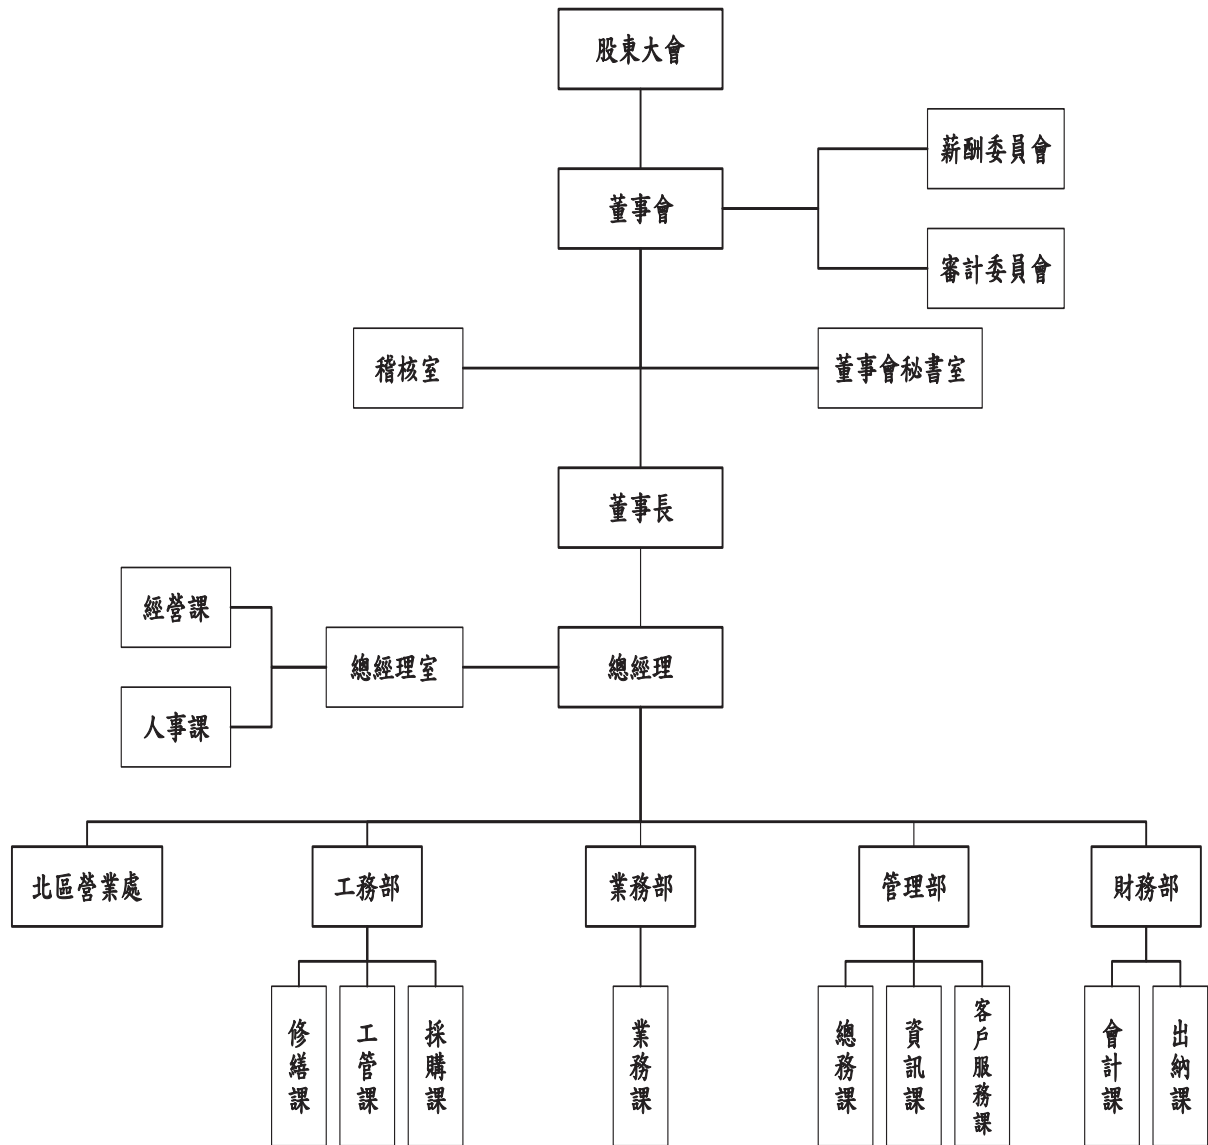 股東大會
薪酬委員會
董事會
審計委員會
稽核室
董事會秘書室
董事長
經營課
總經理室
總經理
人事課
北區營業處
工務部
業務部
管理部
財務部
修繕課
工管課
採購課
業務課
總務課
資訊課
客戶服務課
會計課
出納課